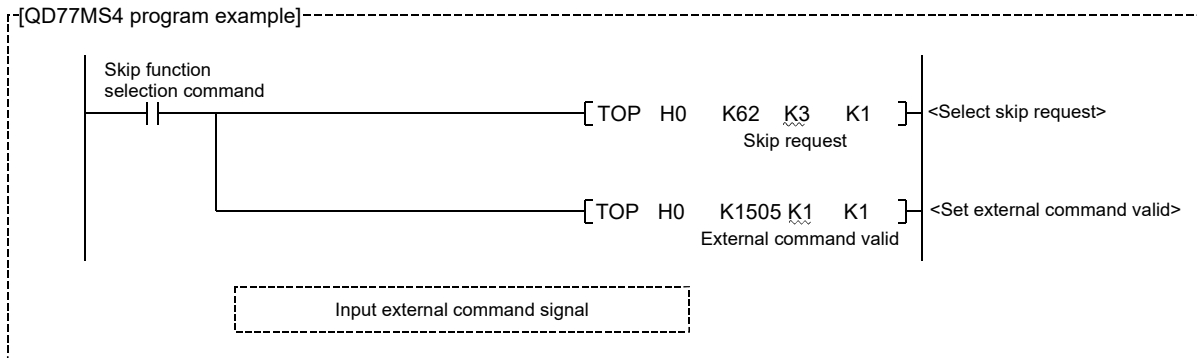 [QD77MS4 program example]
Skip function
selection command
TOP H0 K62 K3 K1 <Select skip request>
Skip request
TOP H0 K1505 K1 K1 <Set external command valid>
External command valid
Input external command signal